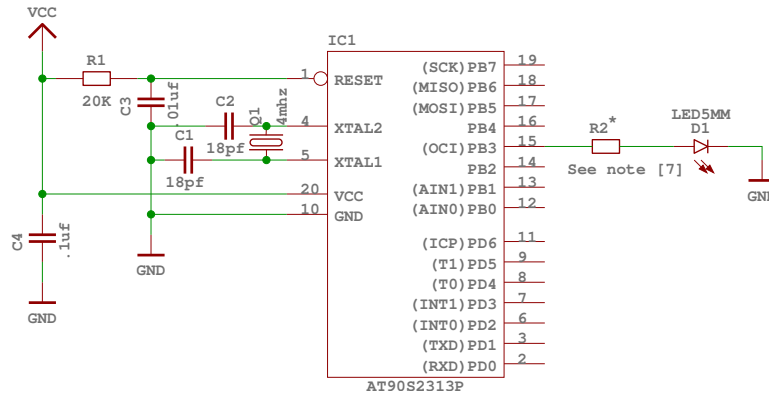 VCC
R1
20K
C3
.01uf
C2
18pf
Q1
4mhz
C1
18pf
C4
.1uf
GND
GND
IC1
1 RESET
4 XTAL2
5 XTAL1
20 VCC
10 GND
(SCK)PB7 19
(MISO)PB6 18
(MOSI)PB5 17
PB4 16
(OCI)PB3 15
PB2 14
(AIN1)PB1 13
(AIN0)PB0 12
(ICP)PD6 11
(T1)PD5 9
(T0)PD4 8
(INT1)PD3 7
(INT0)PD2 6
(TXD)PD1 3
(RXD)PD0 2
AT90S2313P
R2*
See note [7]
LED5MM
D1
GND